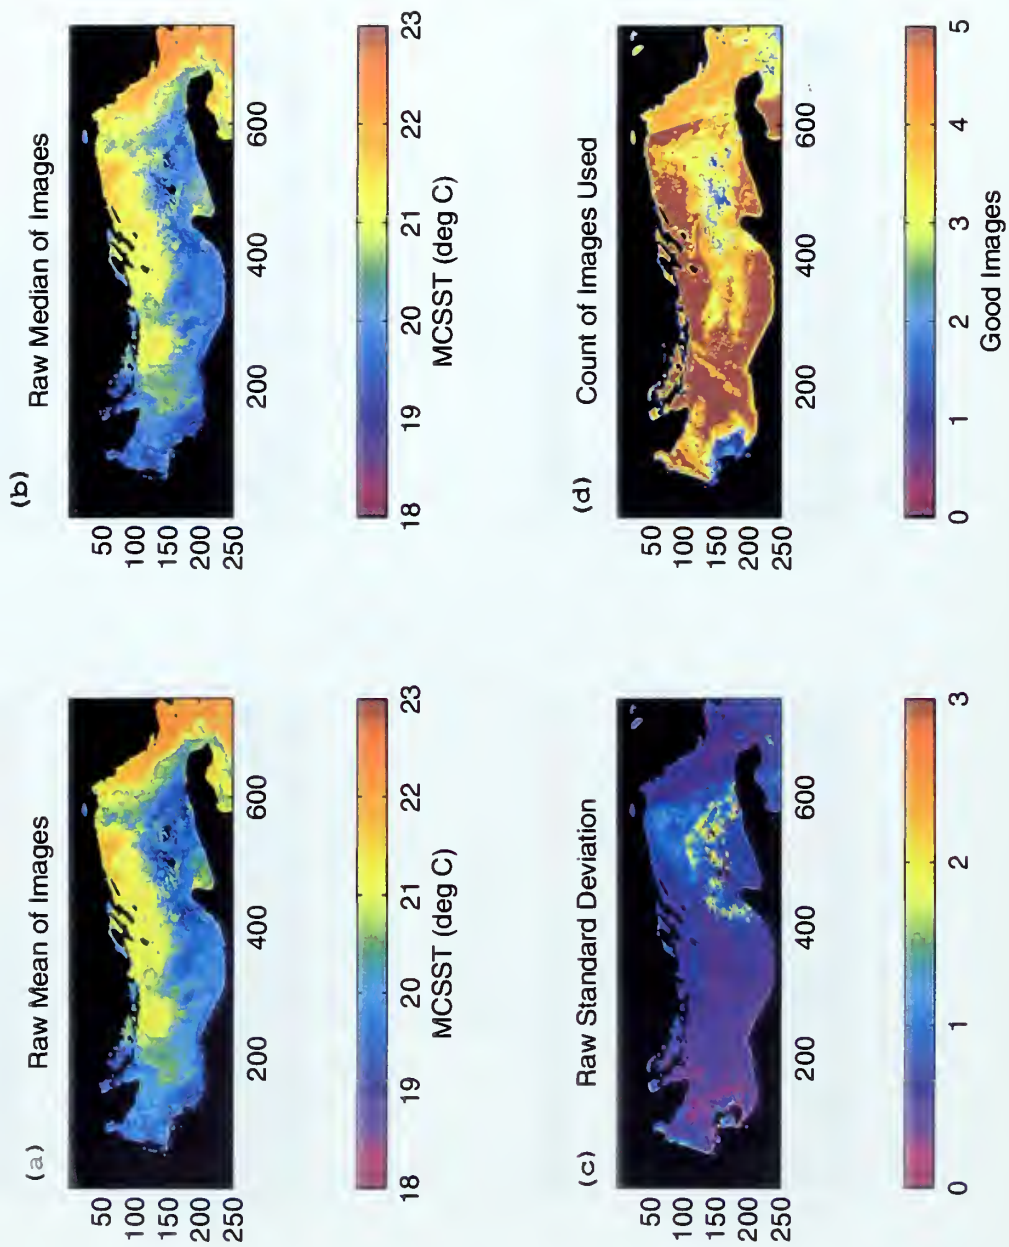 (a) Raw Mean of Images
50
100
150
200
250
200 400 600
18 19 20 21 22 23
MCSST (deg C)
(b) Raw Median of Images
50
100
150
200
250
200 400 600
18 19 20 21 22 23
MCSST (deg C)
(c) Raw Standard Deviation
50
100
150
200
250
200 400 600
0 1 2 3
(d) Count of Images Used
50
100
150
200
250
200 400 600
0 1 2 3 4 5
Good Images